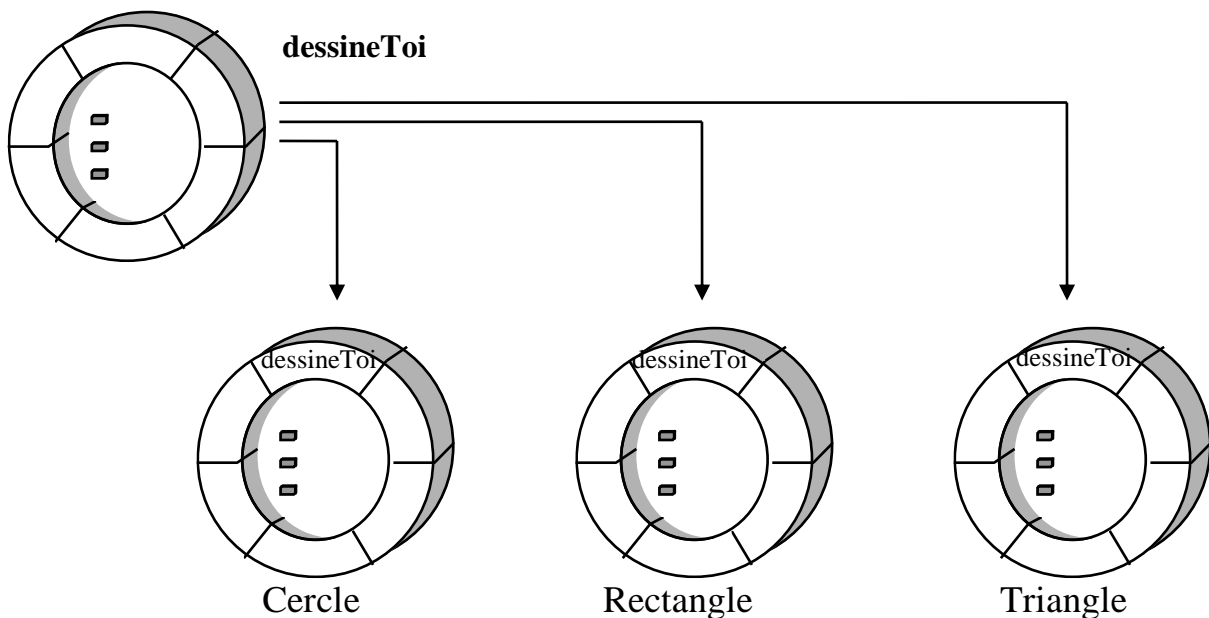 dessineToi
dessineToi
dessineToi
dessineToi
Cercle
Rectangle
Triangle